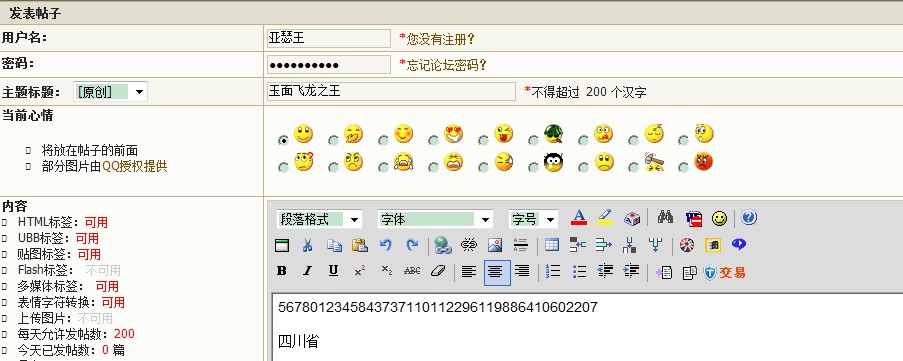 发表帖子
用户名： 亚瑟王 *您没有注册？
密码： ●●●●●●●●●● *忘记论坛密码？
主题标题： [原创] 玉面飞龙之王 *不得超过 200 个汉字
当前心情
将放在帖子的前面
部分图片由QQ授权提供
内容
段落格式 字体 字号
HTML标签：可用
UBB标签：可用
贴图标签：可用
Flash标签： 不可用
多媒体标签： 可用
表情字符转换：可用
上传图片：不可用
每天允许发帖数：200
今天已发帖数：0 篇
B I U x² x₂ ABC
交易
5678012345843737110112296119886410602207
四川省